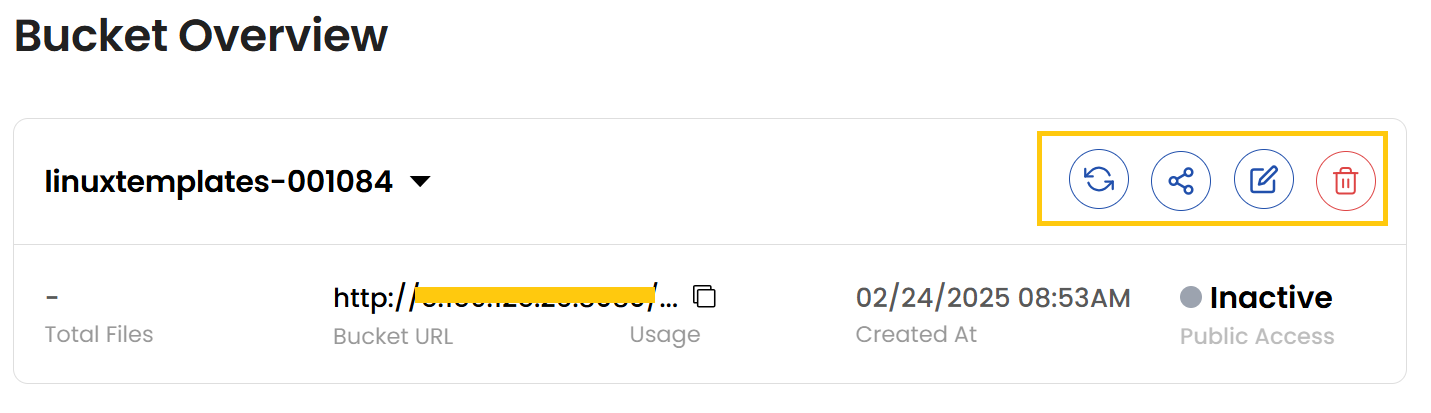 Bucket Overview
linuxtemplates-001084
-
http:// /...
02/24/2025 08:53AM
Inactive
Total Files
Bucket URL
Usage
Created At
Public Access